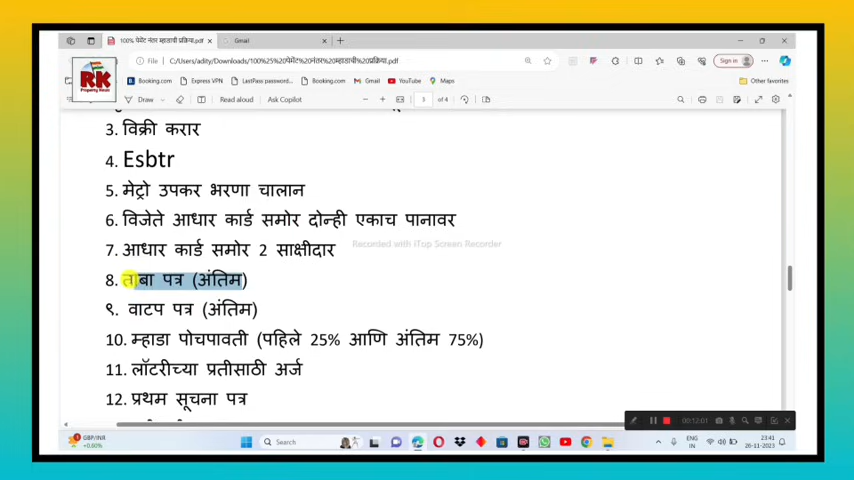 100% पेमेंट नंतर म्हाडाची प्रक्रिया.pdf
Gmail
File
C:/Users/adity/Downloads/100%25%20पेमेंट%20नंतर%20म्हाडाची%20प्रक्रिया.pdf
Sign in
RK
Property News
Booking.com
Express VPN
LastPass password...
Booking.com
Gmail
YouTube
Maps
Other favorites
Draw
Read aloud
Ask Copilot
3 of 4
3. विक्री करार
4. Esbtr
5. मेट्रो उपकर भरणा चालान
6. विजेते आधार कार्ड समोर दोन्ही एकाच पानावर
7. आधार कार्ड समोर 2 साक्षीदार
Recorded with iTop Screen Recorder
8. ताबा पत्र (अंतिम)
९. वाटप पत्र (अंतिम)
10. म्हाडा पोचपावती (पहिले 25% आणि अंतिम 75%)
11. लॉटरीच्या प्रतीसाठी अर्ज
12. प्रथम सूचना पत्र
00:12:01
GBP/INR
+0.60%
Search
ENG
IN
23:41
26-11-2023